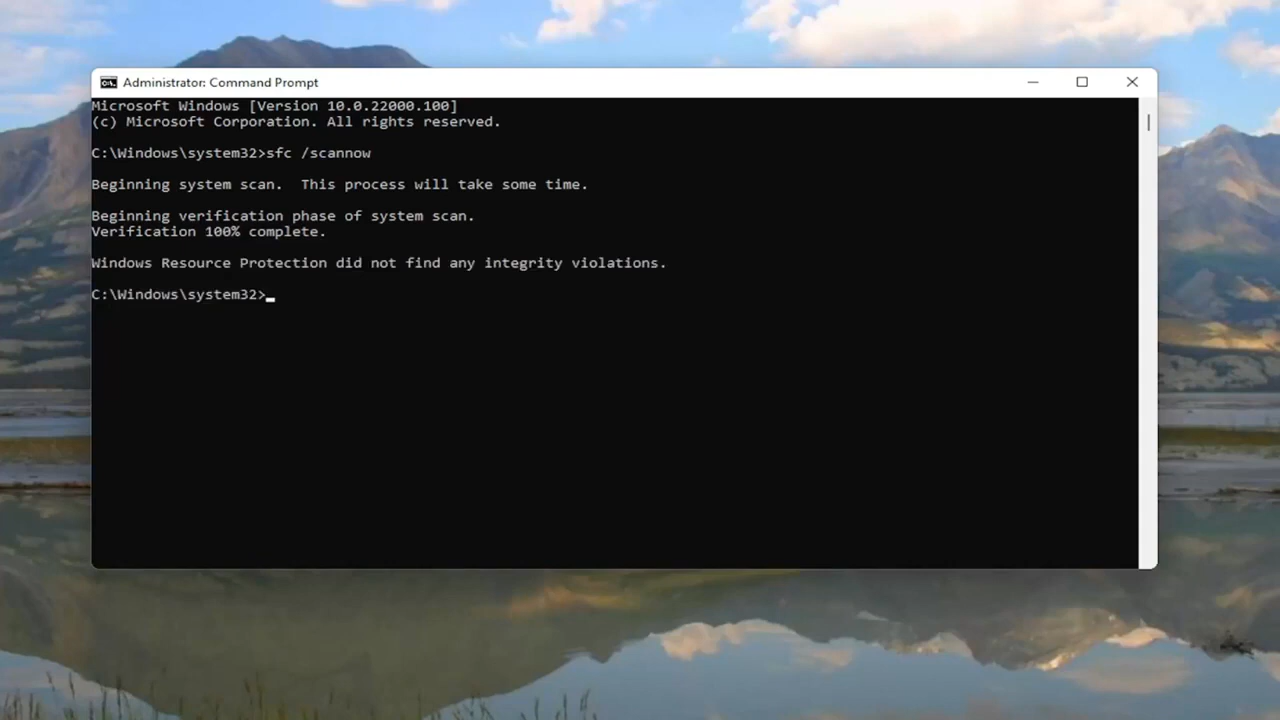 Administrator: Command Prompt
Microsoft Windows [Version 10.0.22000.100]
(c) Microsoft Corporation. All rights reserved.
C:\Windows\system32>sfc /scannow
Beginning system scan.  This process will take some time.
Beginning verification phase of system scan.
Verification 100% complete.
Windows Resource Protection did not find any integrity violations.
C:\Windows\system32>